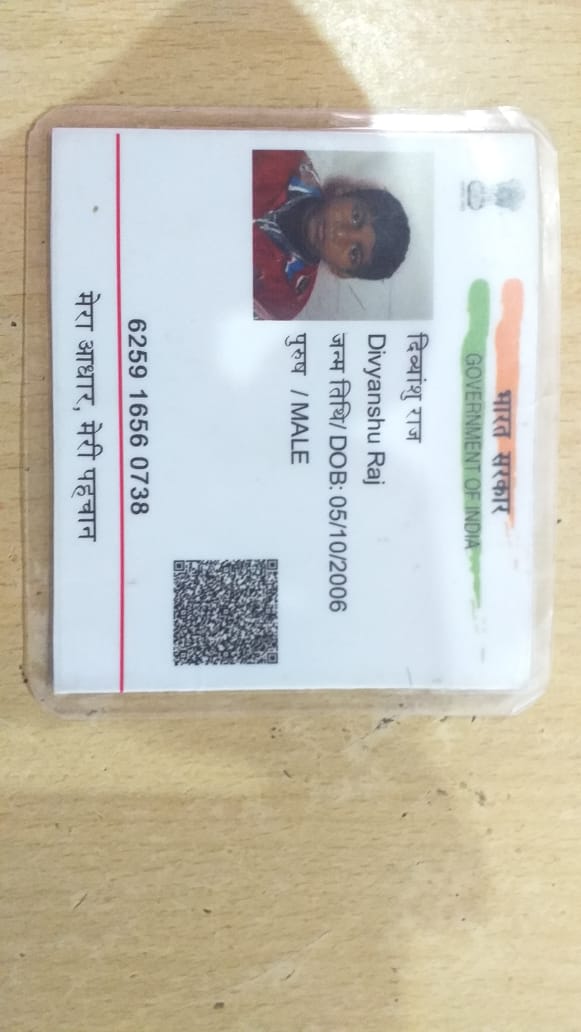 भारत सरकार
GOVERNMENT OF INDIA
दिव्यांशु राज
Divyanshu Raj
जन्म तिथि/ DOB: 05/10/2006
पुरुष / MALE
6259 1656 0738
मेरा आधार, मेरी पहचान